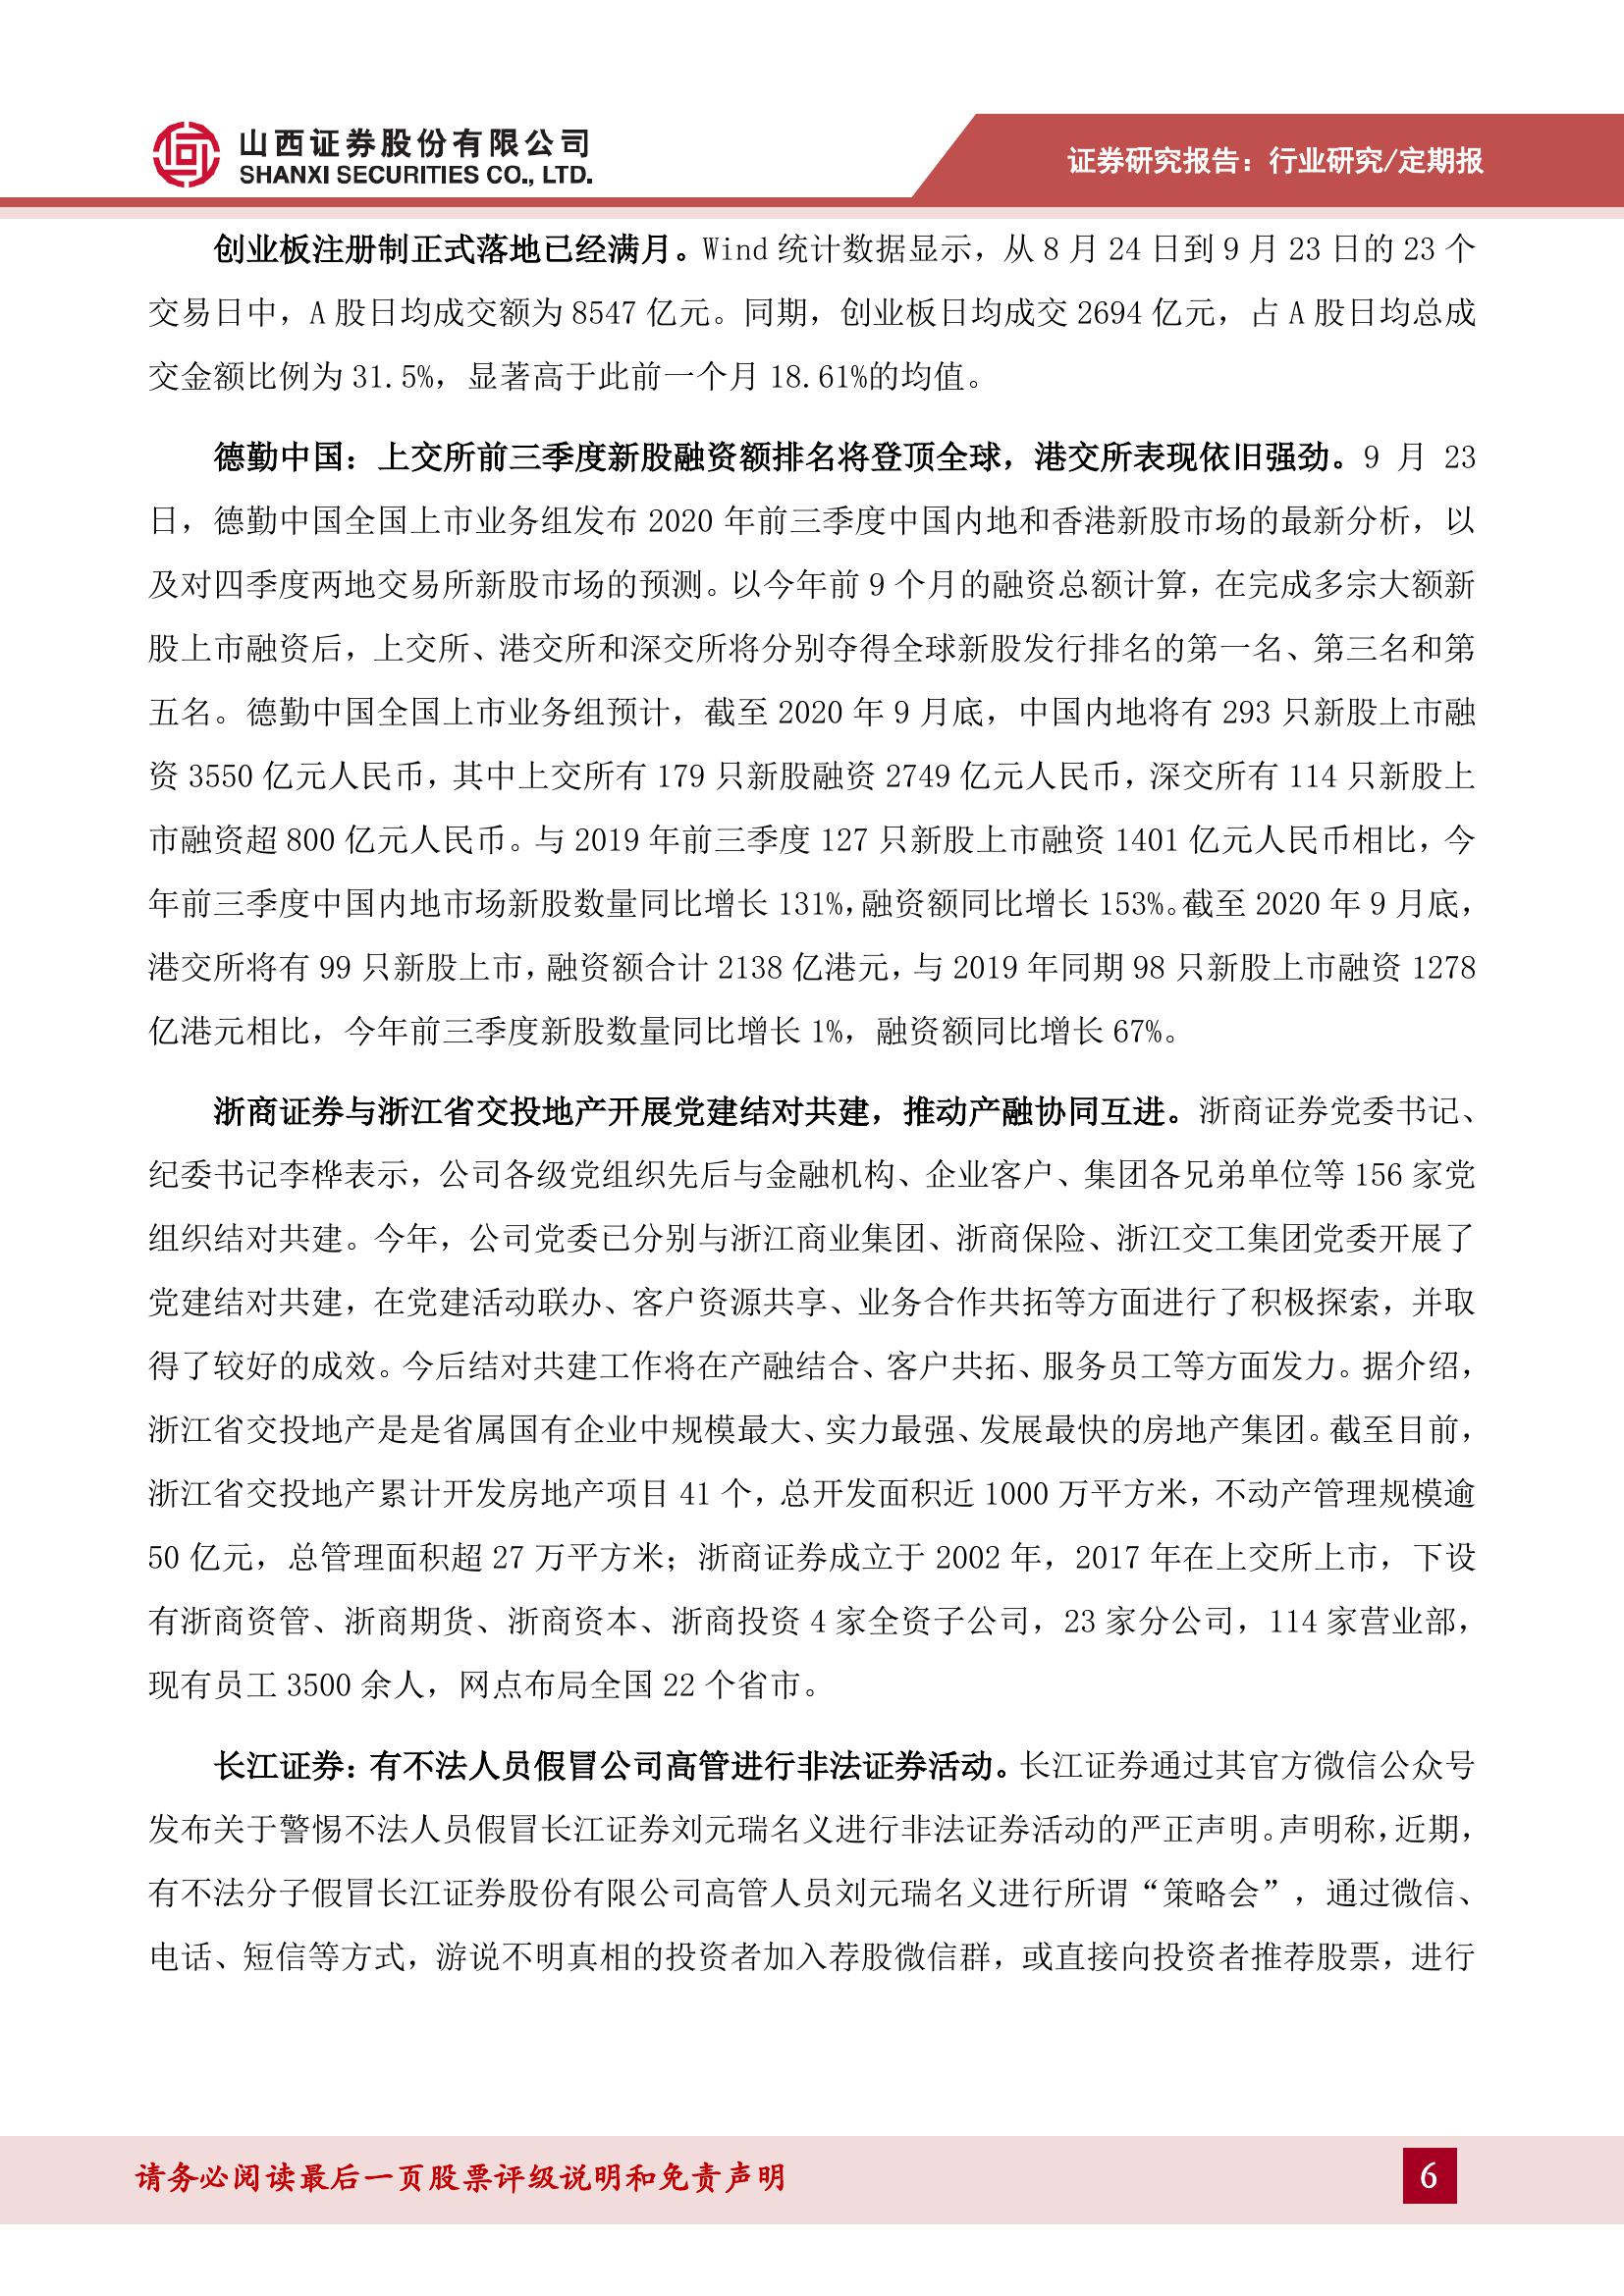 山西证券股份有限公司
SHANXI SECURITIES CO., LTD.
证券研究报告：行业研究/定期报
创业板注册制正式落地已经满月。Wind 统计数据显示，从 8 月 24 日到 9 月 23 日的 23 个
交易日中，A 股日均成交额为 8547 亿元。同期，创业板日均成交 2694 亿元，占 A 股日均总成
交金额比例为 31.5%，显著高于此前一个月 18.61%的均值。
德勤中国：上交所前三季度新股融资额排名将登顶全球，港交所表现依旧强劲。9 月 23
日，德勤中国全国上市业务组发布 2020 年前三季度中国内地和香港新股市场的最新分析，以
及对四季度两地交易所新股市场的预测。以今年前 9 个月的融资总额计算，在完成多宗大额新
股上市融资后，上交所、港交所和深交所将分别夺得全球新股发行排名的第一名、第三名和第
五名。德勤中国全国上市业务组预计，截至 2020 年 9 月底，中国内地将有 293 只新股上市融
资 3550 亿元人民币，其中上交所有 179 只新股融资 2749 亿元人民币，深交所有 114 只新股上
市融资超 800 亿元人民币。与 2019 年前三季度 127 只新股上市融资 1401 亿元人民币相比，今
年前三季度中国内地市场新股数量同比增长 131%，融资额同比增长 153%。截至 2020 年 9 月底，
港交所将有 99 只新股上市，融资额合计 2138 亿港元，与 2019 年同期 98 只新股上市融资 1278
亿港元相比，今年前三季度新股数量同比增长 1%，融资额同比增长 67%。
浙商证券与浙江省交投地产开展党建结对共建，推动产融协同互进。浙商证券党委书记、
纪委书记李桦表示，公司各级党组织先后与金融机构、企业客户、集团各兄弟单位等 156 家党
组织结对共建。今年，公司党委已分别与浙江商业集团、浙商保险、浙江交工集团党委开展了
党建结对共建，在党建活动联办、客户资源共享、业务合作共拓等方面进行了积极探索，并取
得了较好的成效。今后结对共建工作将在产融结合、客户共拓、服务员工等方面发力。据介绍，
浙江省交投地产是是省属国有企业中规模最大、实力最强、发展最快的房地产集团。截至目前，
浙江省交投地产累计开发房地产项目 41 个，总开发面积近 1000 万平方米，不动产管理规模逾
50 亿元，总管理面积超 27 万平方米；浙商证券成立于 2002 年，2017 年在上交所上市，下设
有浙商资管、浙商期货、浙商资本、浙商投资 4 家全资子公司，23 家分公司，114 家营业部，
现有员工 3500 余人，网点布局全国 22 个省市。
长江证券：有不法人员假冒公司高管进行非法证券活动。长江证券通过其官方微信公众号
发布关于警惕不法人员假冒长江证券刘元瑞名义进行非法证券活动的严正声明。声明称，近期，
有不法分子假冒长江证券股份有限公司高管人员刘元瑞名义进行所谓“策略会”，通过微信、
电话、短信等方式，游说不明真相的投资者加入荐股微信群，或直接向投资者推荐股票，进行
请务必阅读最后一页股票评级说明和免责声明
6